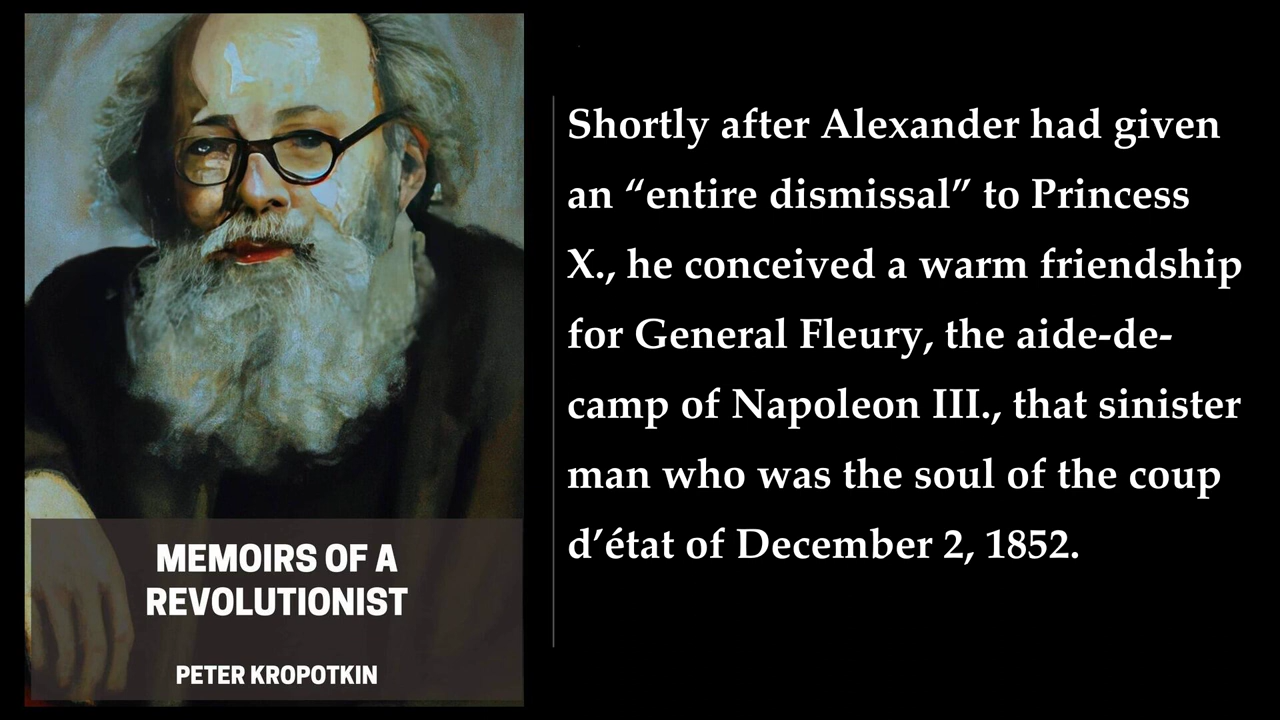 MEMOIRS OF A
REVOLUTIONIST
PETER KROPOTKIN
Shortly after Alexander had given
an “entire dismissal” to Princess
X., he conceived a warm friendship
for General Fleury, the aide-de-
camp of Napoleon III., that sinister
man who was the soul of the coup
d’état of December 2, 1852.